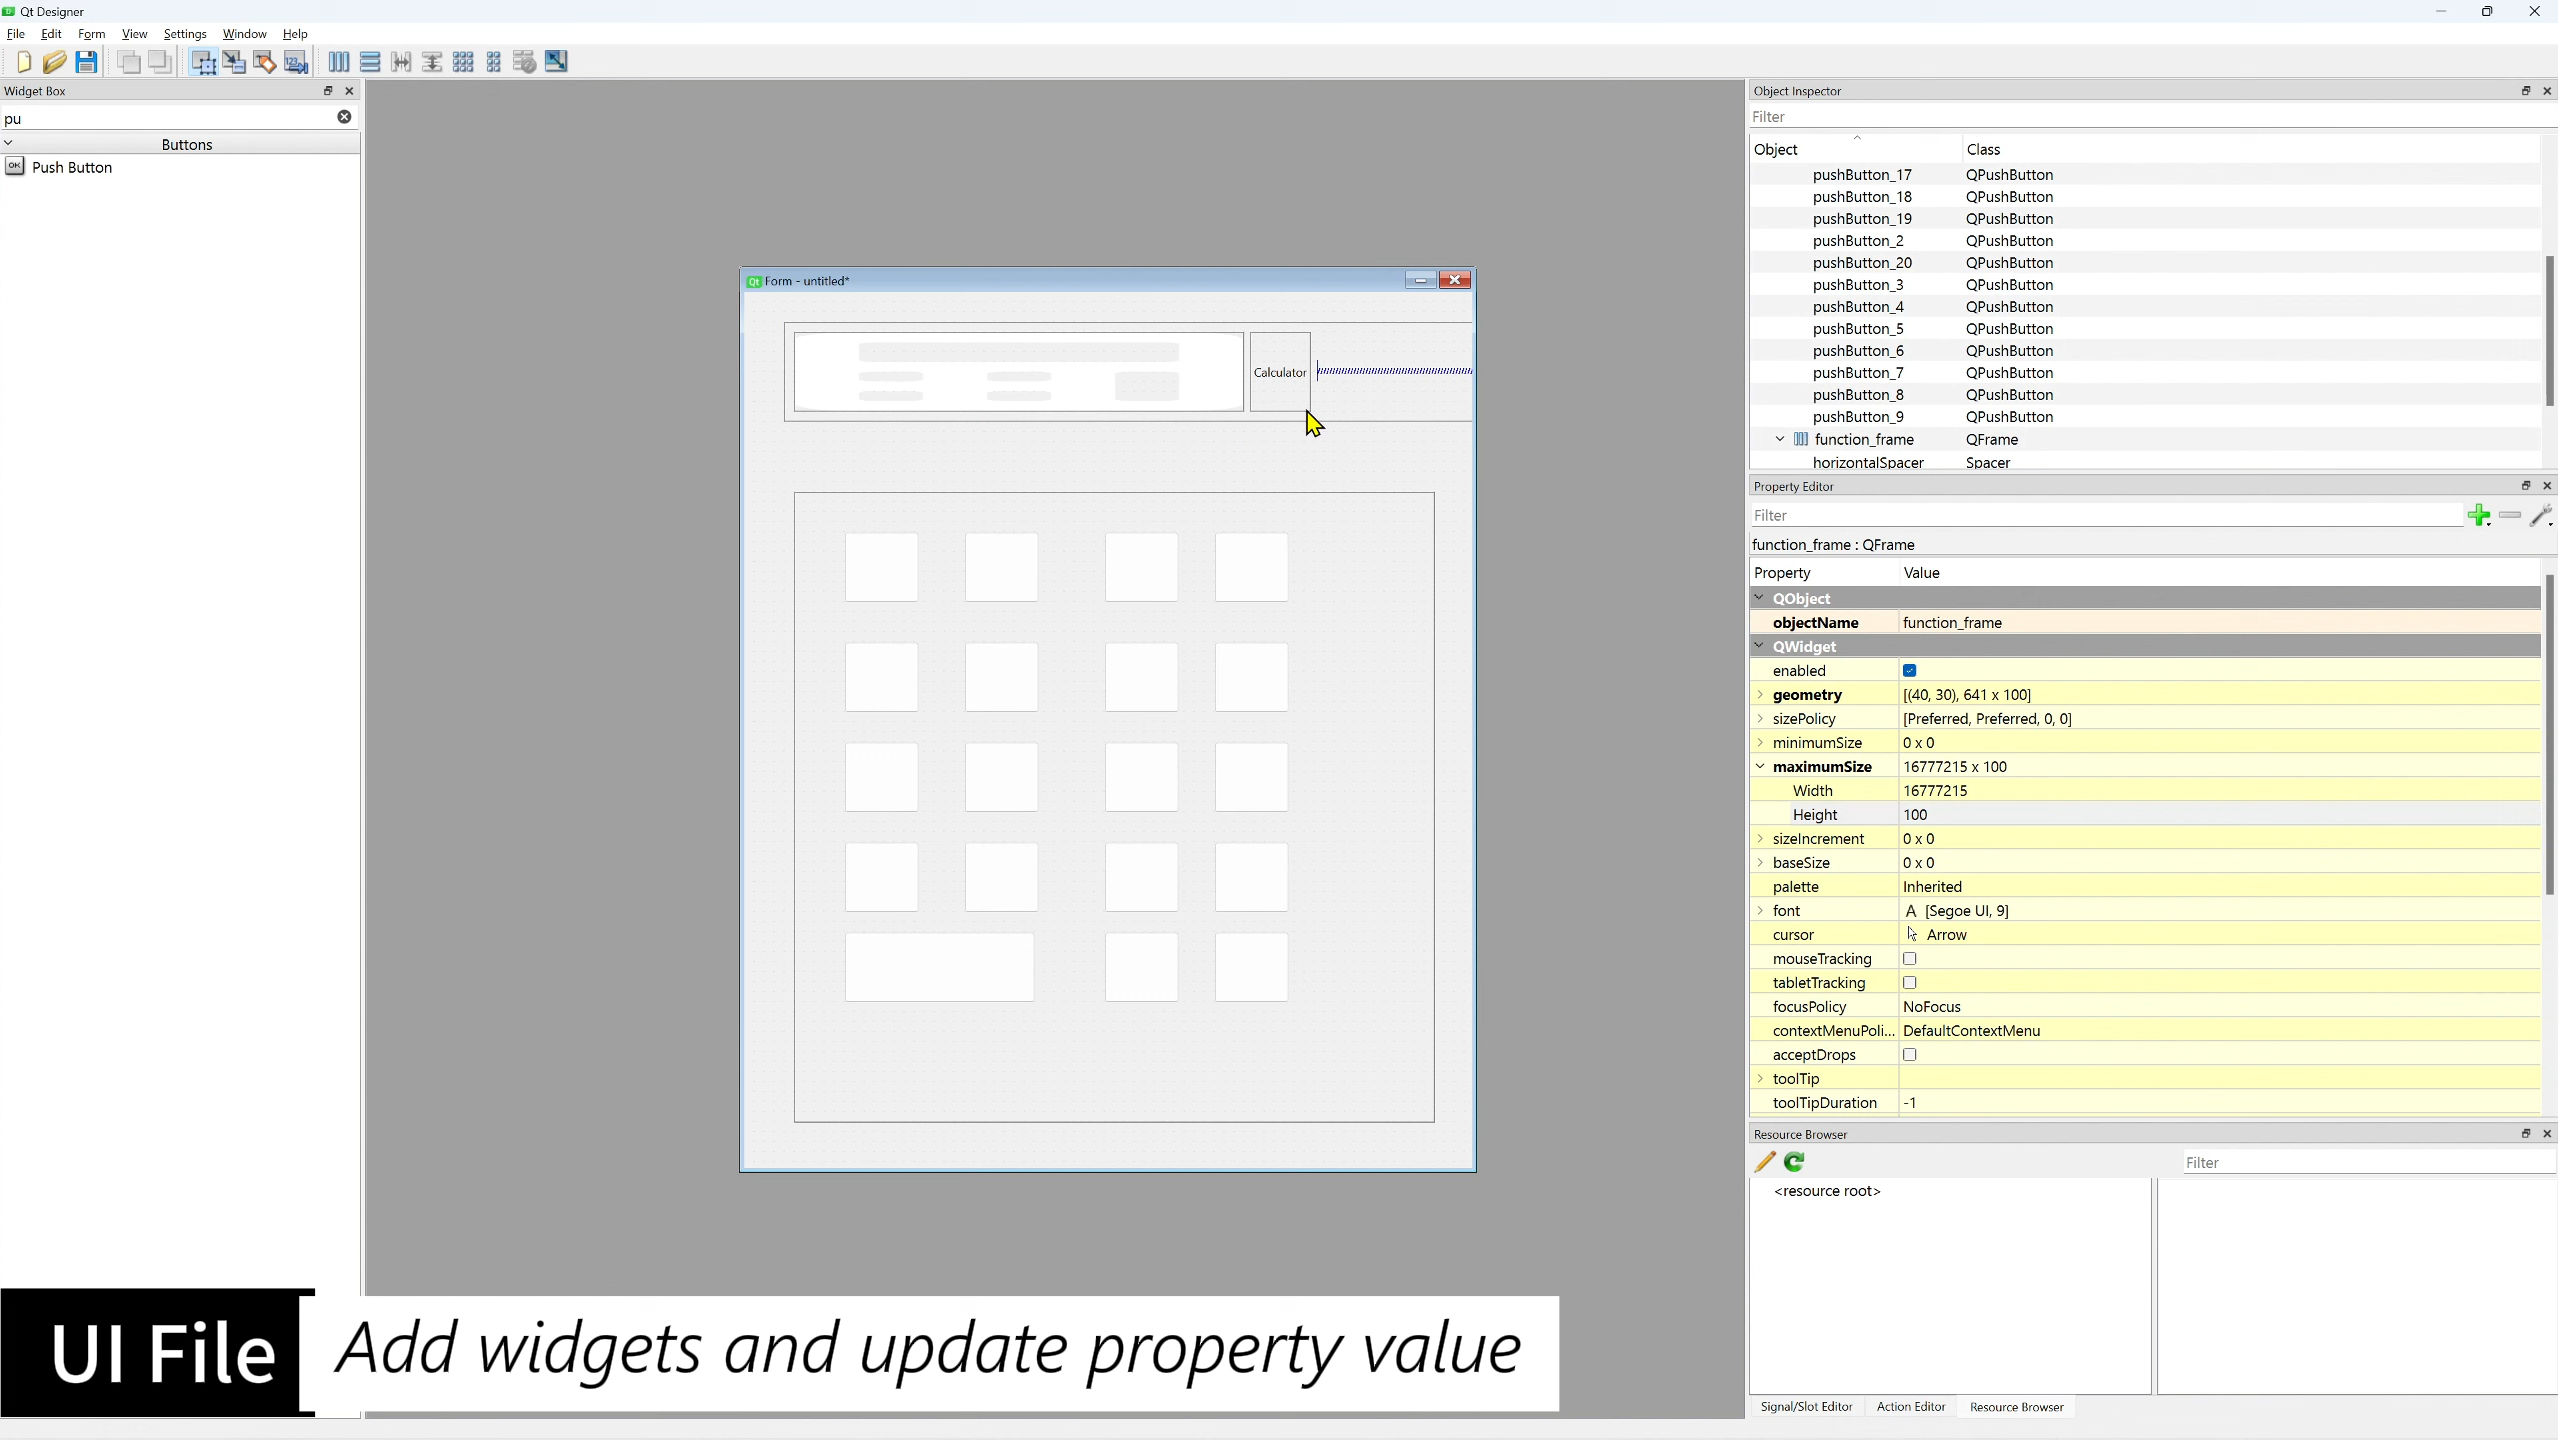 Qt Designer
File Edit Form View Settings Window Help
Widget Box
pu
Buttons
OK Push Button
Qt Form - untitled*
Calculator
Object Inspector
Filter
Object Class
pushButton_17 QPushButton
pushButton_18 QPushButton
pushButton_19 QPushButton
pushButton_2 QPushButton
pushButton_20 QPushButton
pushButton_3 QPushButton
pushButton_4 QPushButton
pushButton_5 QPushButton
pushButton_6 QPushButton
pushButton_7 QPushButton
pushButton_8 QPushButton
pushButton_9 QPushButton
function_frame QFrame
horizontalSpacer Spacer
Property Editor
Filter
function_frame : QFrame
Property Value
QObject
objectName function_frame
QWidget
enabled
geometry [(40, 30), 641 x 100]
sizePolicy [Preferred, Preferred, 0, 0]
minimumSize 0 x 0
maximumSize 16777215 x 100
Width 16777215
Height 100
sizeIncrement 0 x 0
baseSize 0 x 0
palette Inherited
font A [Segoe UI, 9]
cursor Arrow
mouseTracking
tabletTracking
focusPolicy NoFocus
contextMenuPoli... DefaultContextMenu
acceptDrops
toolTip
toolTipDuration -1
Resource Browser
Filter
<resource root>
Signal/Slot Editor Action Editor Resource Browser
UI File Add widgets and update property value